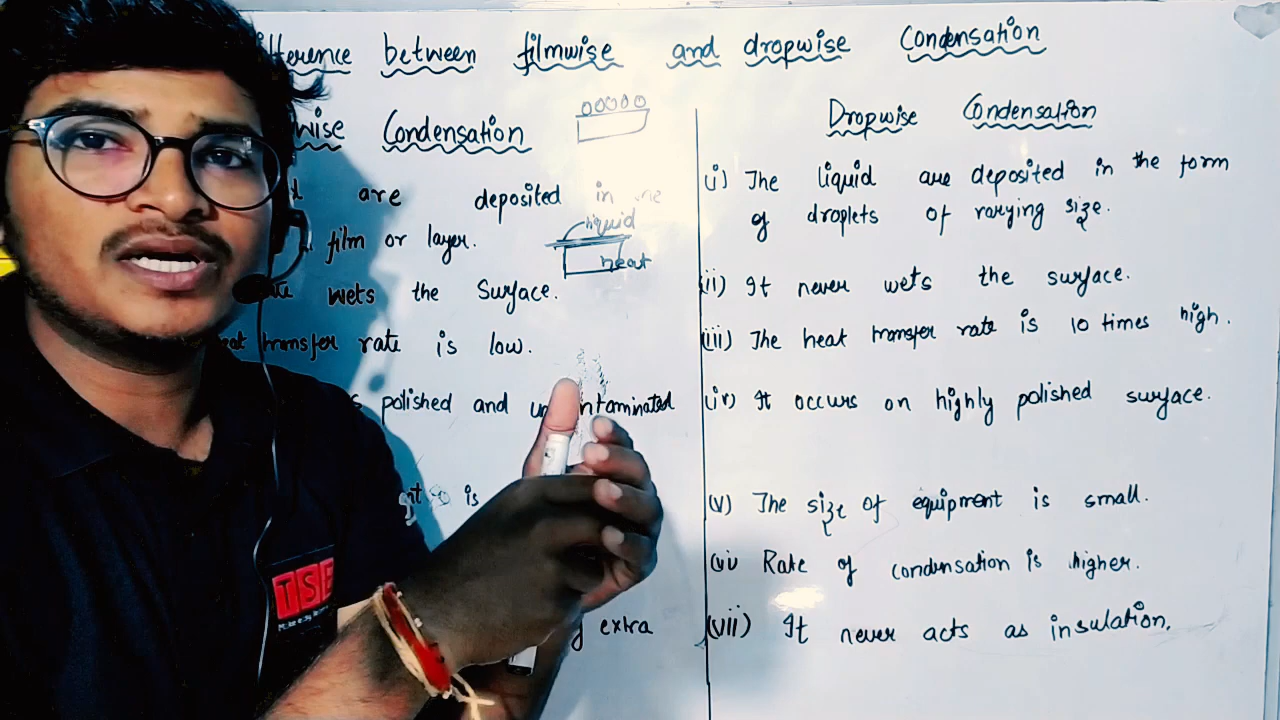 ifference between filmwise and dropwise Condensation
wise Condensation
are deposited in
film or layer.
liquid
heat
wets the Surface.
transfer rate is low.
polished and uncontaminated
is
extra
Dropwise Condensation
(i) The liquid are deposited in the form
of droplets of varying size.
(ii) It never wets the surface.
(iii) The heat transfer rate is 10 times high.
(iv) It occurs on highly polished surface.
(v) The size of equipment is small.
(vi Rate of condensation is higher.
(vii) It never acts as insulation.
TSE